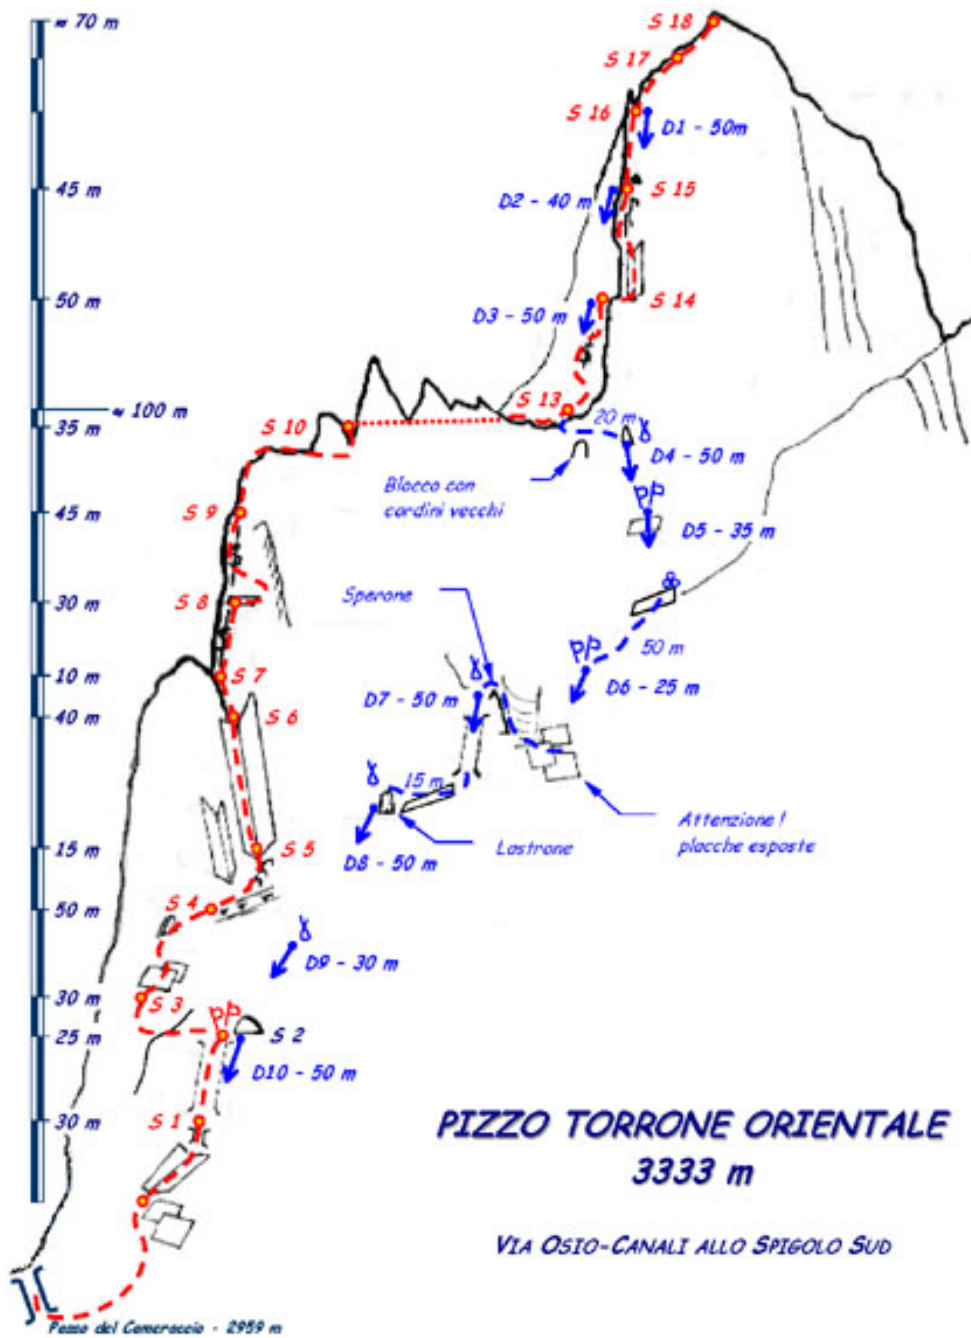 ≈ 70 m
S 18
S 17
S 16
D1 - 50m
45 m
D2 - 40 m
S 15
50 m
D3 - 50 m
S 14
≈ 100 m
S 13
35 m
S 10
20 m
D4 - 50 m
Blocco con
cordini vecchi
45 m
S 9
D5 - 35 m
30 m
S 8
Sperone
50 m
10 m
S 7
D6 - 25 m
40 m
S 6
D7 - 50 m
15 m
Attenzione !
placche esposte
15 m
S 5
D8 - 50 m
Lastrone
50 m
S 4
D9 - 30 m
30 m
S 3
25 m
S 2
D10 - 50 m
30 m
S 1
PIZZO TORRONE ORIENTALE
3333 m
VIA OSIO-CANALI ALLO SPIGOLO SUD
Passo del Cameraccio - 2959 m